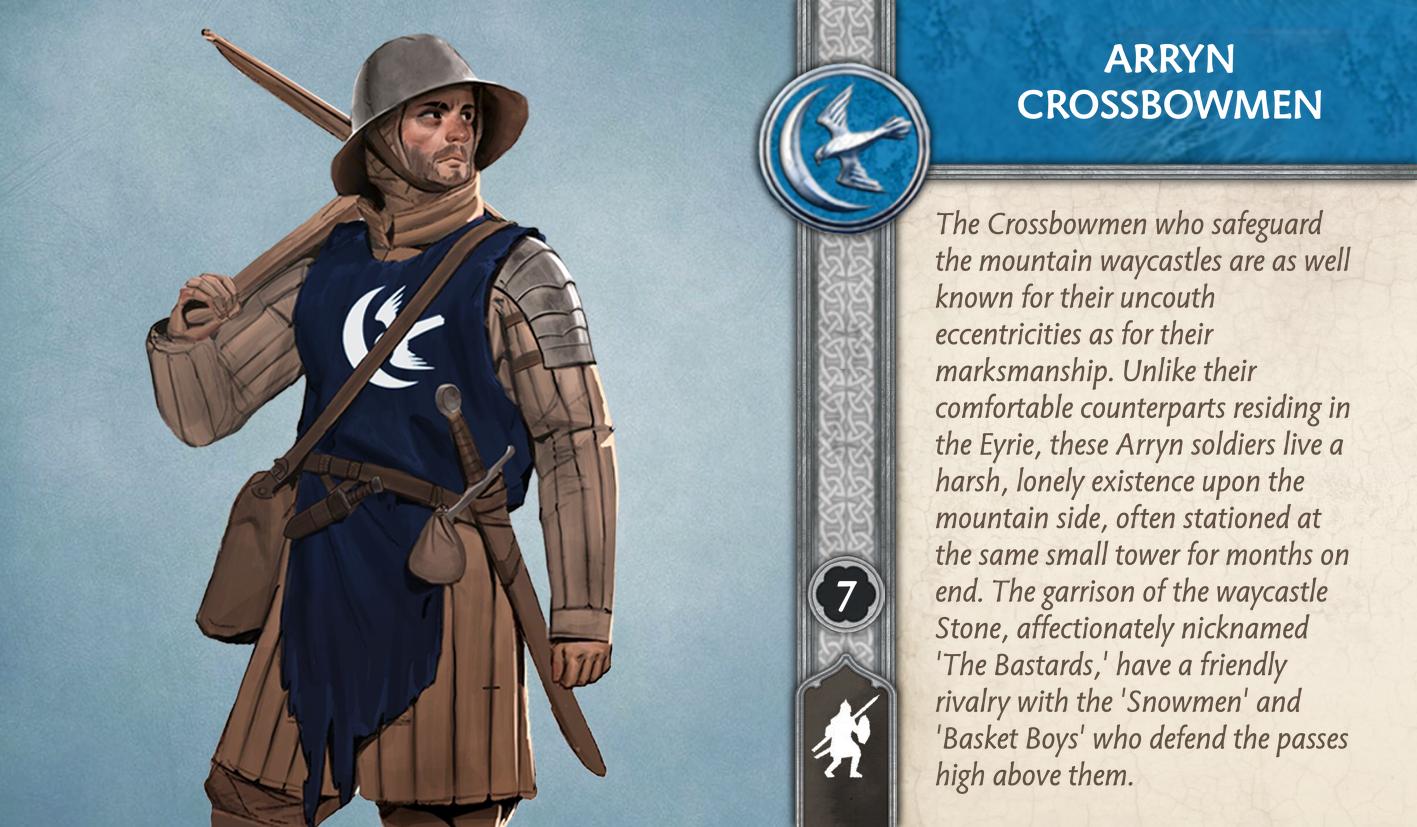 ARRYN
CROSSBOWMEN
The Crossbowmen who safeguard
the mountain waycastles are as well
known for their uncouth
eccentricities as for their
marksmanship. Unlike their
comfortable counterparts residing in
the Eyrie, these Arryn soldiers live a
harsh, lonely existence upon the
mountain side, often stationed at
the same small tower for months on
end. The garrison of the waycastle
Stone, affectionately nicknamed
'The Bastards,' have a friendly
rivalry with the 'Snowmen' and
'Basket Boys' who defend the passes
high above them.
7